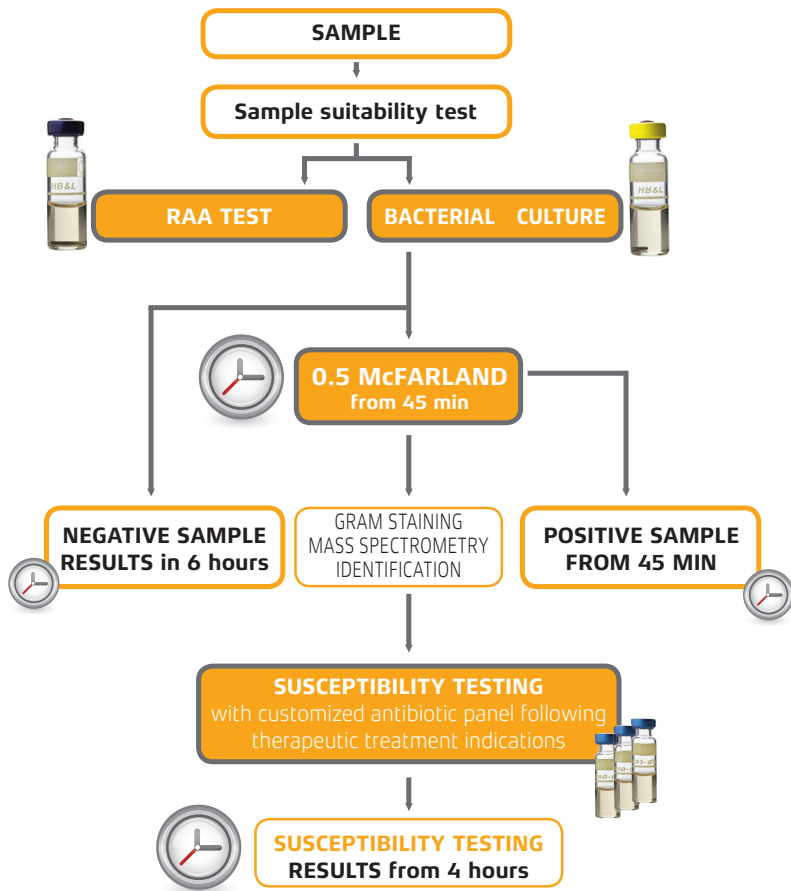 SAMPLE
Sample suitability test
HB&L
HB&L
RAA TEST
BACTERIAL CULTURE
0.5 McFARLAND
from 45 min
NEGATIVE SAMPLE
RESULTS in 6 hours
GRAM STAINING
MASS SPECTROMETRY
IDENTIFICATION
POSITIVE SAMPLE
FROM 45 MIN
SUSCEPTIBILITY TESTING
with customized antibiotic panel following
therapeutic treatment indications
SUSCEPTIBILITY TESTING
RESULTS from 4 hours